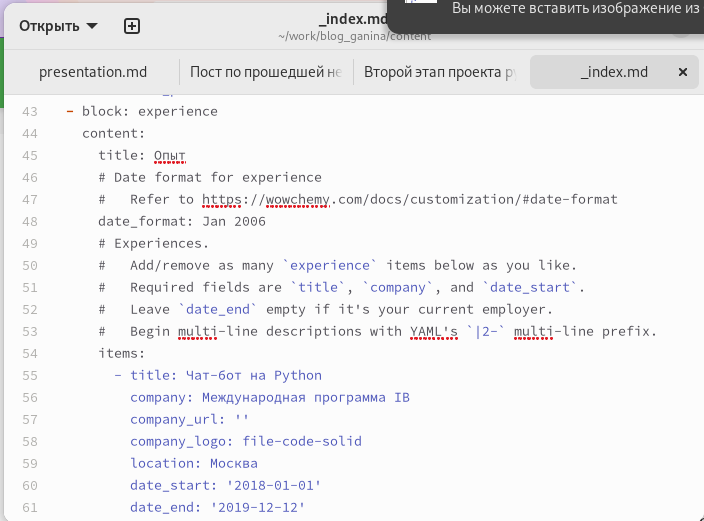 Вы можете вставить изображение из
Открыть
_index.md
~/work/blog_ganina/content
presentation.md
Пост по прошедшей не
Второй этап проекта
_index.md
43 - block: experience
44 content:
45 title: Опыт
46 # Date format for experience
47 #   Refer to https://wowchemy.com/docs/customization/#date-format
48 date_format: Jan 2006
49 # Experiences.
50 #   Add/remove as many `experience` items below as you like.
51 #   Required fields are `title`, `company`, and `date_start`.
52 #   Leave `date_end` empty if it's your current employer.
53 #   Begin multi-line descriptions with YAML's `|2-` multi-line prefix.
54 items:
55 - title: Чат-бот на Python
56 company: Международная программа IB
57 company_url: ''
58 company_logo: file-code-solid
59 location: Москва
60 date_start: '2018-01-01'
61 date_end: '2019-12-12'